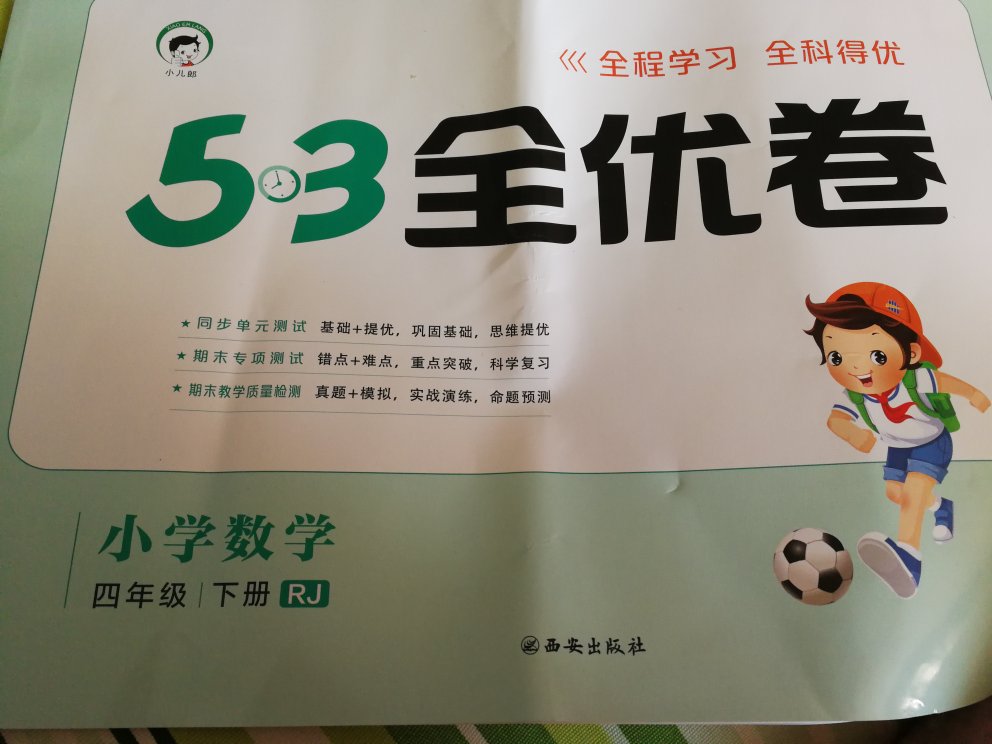 XIAO ER LANG
小儿郎
全程学习 全科得优
5·3全优卷
★ 同步单元测试 基础+提优，巩固基础，思维提优
★ 期末专项测试 错点+难点，重点突破，科学复习
★ 期末教学质量检测 真题+模拟，实战演练，命题预测
小学数学
四年级 下册 RJ
西安出版社